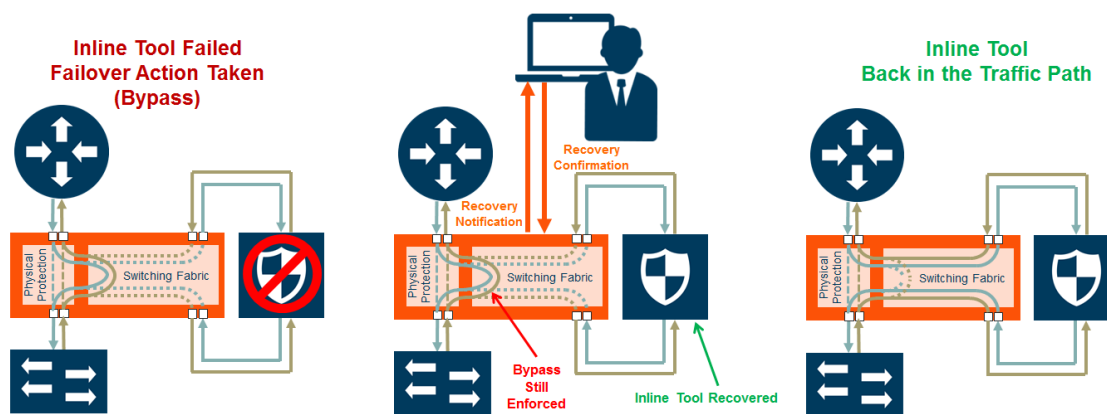 Inline Tool Failed
Failover Action Taken
(Bypass)
Physical
Protection
Switching Fabric
Recovery
Confirmation
Recovery
Notification
Physical
Protection
Switching Fabric
Bypass
Still
Enforced
Inline Tool Recovered
Inline Tool
Back in the Traffic Path
Physical
Protection
Switching Fabric